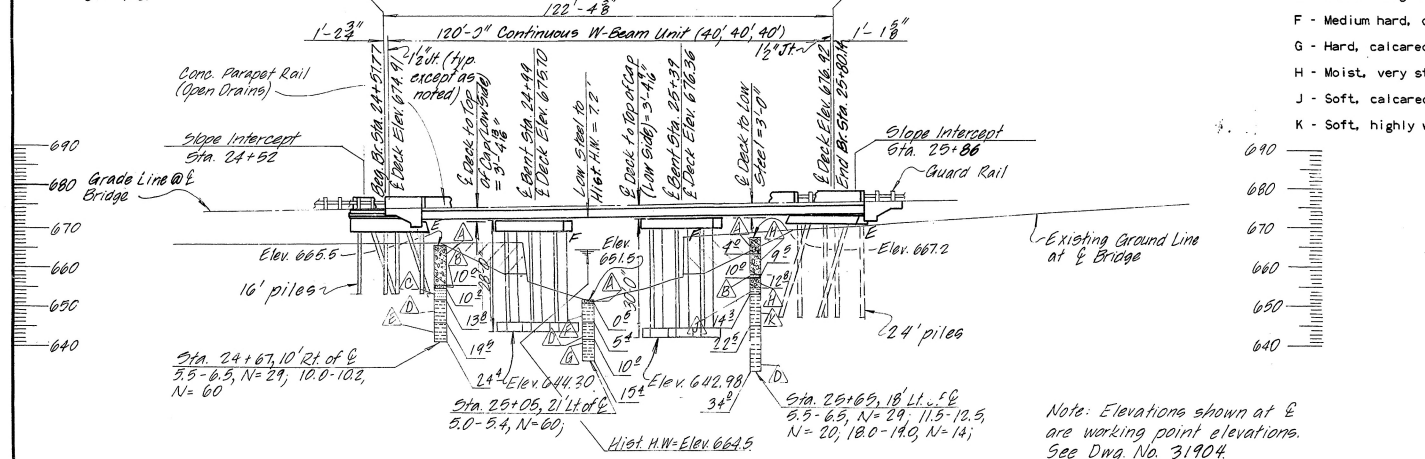 122'-4 3/8"
1'-2 3/4"
120'-0" Continuous W-Beam Unit (40', 40', 40')
1'-1 5/8"
1 1/2" Jt. (typ. except as noted)
1 1/2" Jt.
Conc. Parapet Rail
(Open Drains)
Beg. Br. Sta. 24+51.77
℄ Deck Elev. 674.91
℄ Deck to Top
of Cap (Low Side)
℄ Bent Sta. 24+99
℄ Deck Elev. 675.70
Low Steel to
Hist. H.W. = 7.2'
℄ Deck to Top of Cap
(Low Side) =
℄ Bent Sta. 25+39
℄ Deck Elev. 676.36
℄ Deck to Low
Steel = 3'-0"
℄ Deck Elev. 676.92
End Br. Sta. 25+80.14
Slope Intercept
Sta. 24+52
Slope Intercept
Sta. 25+86
Guard Rail
Grade Line @ ℄
Bridge
690
680
670
660
650
640
690
680
670
660
650
640
E
F
F
E
Elev. 665.5
Elev.
651.5
Elev. 667.2
Existing Ground Line
at ℄ Bridge
28'-0"
30'-0"
16' piles
24' piles
A
B
C
D
A
D
G
A
B
H
H
K
D
Elev. 644.30
Elev. 642.98
Sta. 24+67, 10' Rt. of ℄
5.5-6.5, N=29; 10.0-10.2,
N=60
Sta. 25+05, 21' Lt. of ℄
5.0-5.4, N=60;
Sta. 25+65, 18' Lt. of ℄
5.5-6.5, N=29; 11.5-12.5,
N=20; 18.0-19.0, N=14;
Hist. H.W=Elev. 664.5
Note: Elevations shown at ℄
are working point elevations.
See Dwg. No. 31904
F - Medium hard,
G - Hard,
H - Moist, very
J - Soft,
K - Soft, highly